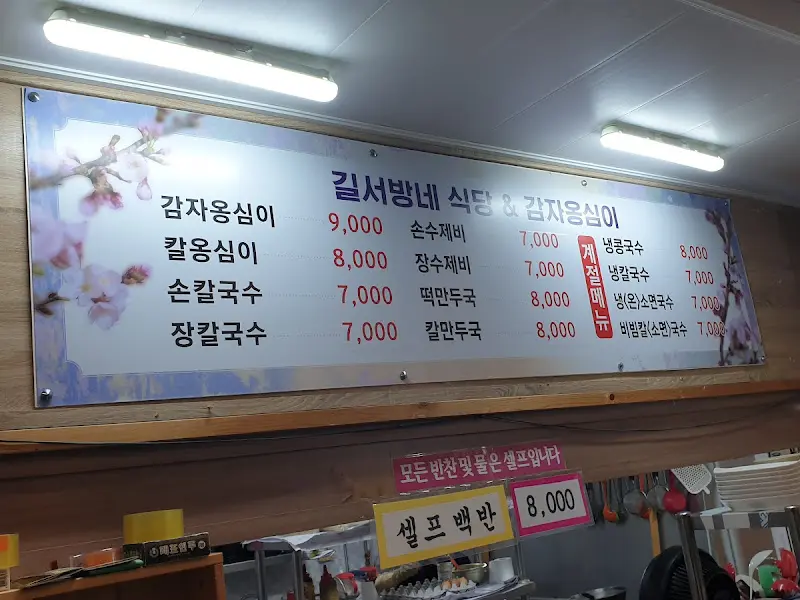 길서방네 식당 & 감자옹심이
감자옹심이 9,000
칼옹심이 8,000
손칼국수 7,000
장칼국수 7,000
손수제비 7,000
장수제비 7,000
떡만두국 8,000
칼만두국 8,000
계절메뉴
냉콩국수 8,000
냉칼국수 7,000
냉(온)소면국수 7,000
비빔칼(소면)국수 7,000
모든 반찬 및 물은 셀프입니다
셀프백반 8,000